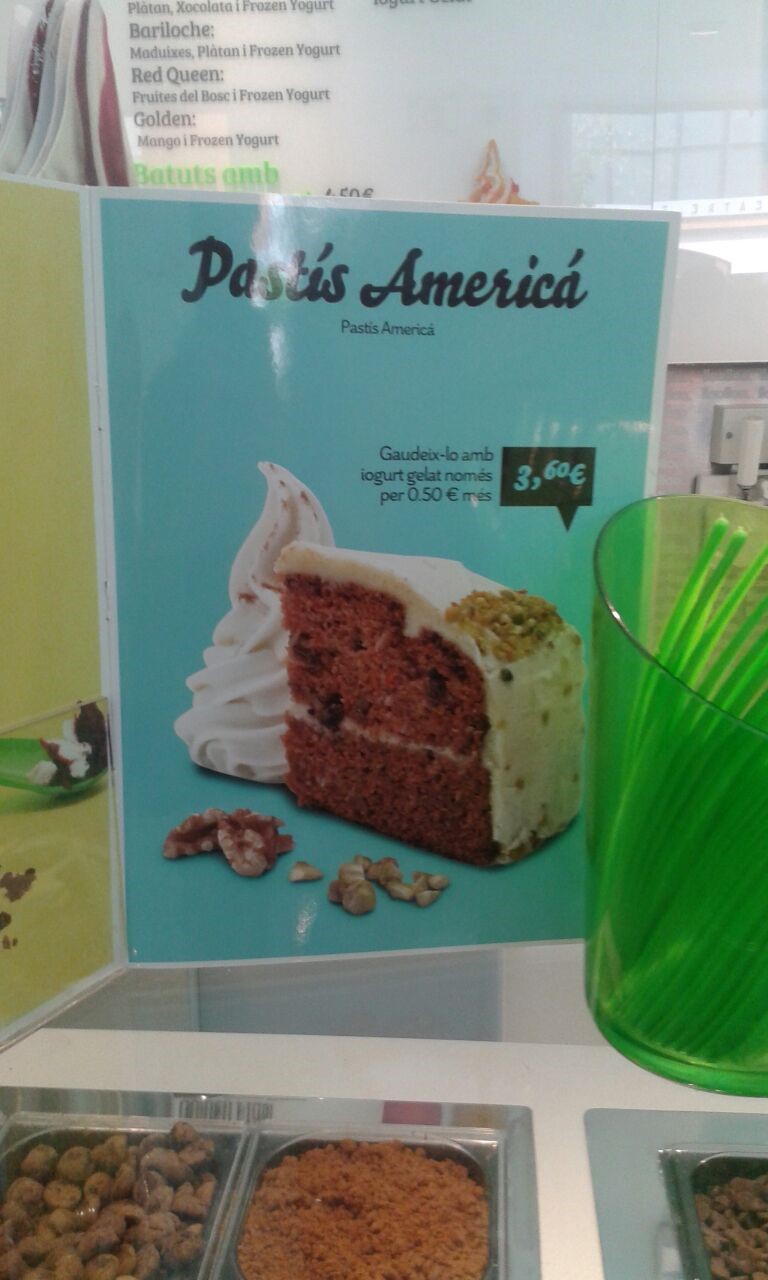 Plàtan, Xocolata i Frozen Yogurt
Bariloche:
Maduixes, Plàtan i Frozen Yogurt
Red Queen:
Fruites del Bosc i Frozen Yogurt
Golden:
Mango i Frozen Yogurt
Batuts amb
4.50€
Pastís Americá
Pastís Americá
Gaudeix-lo amb
iogurt gelat només
per 0.50 € més
3,60€